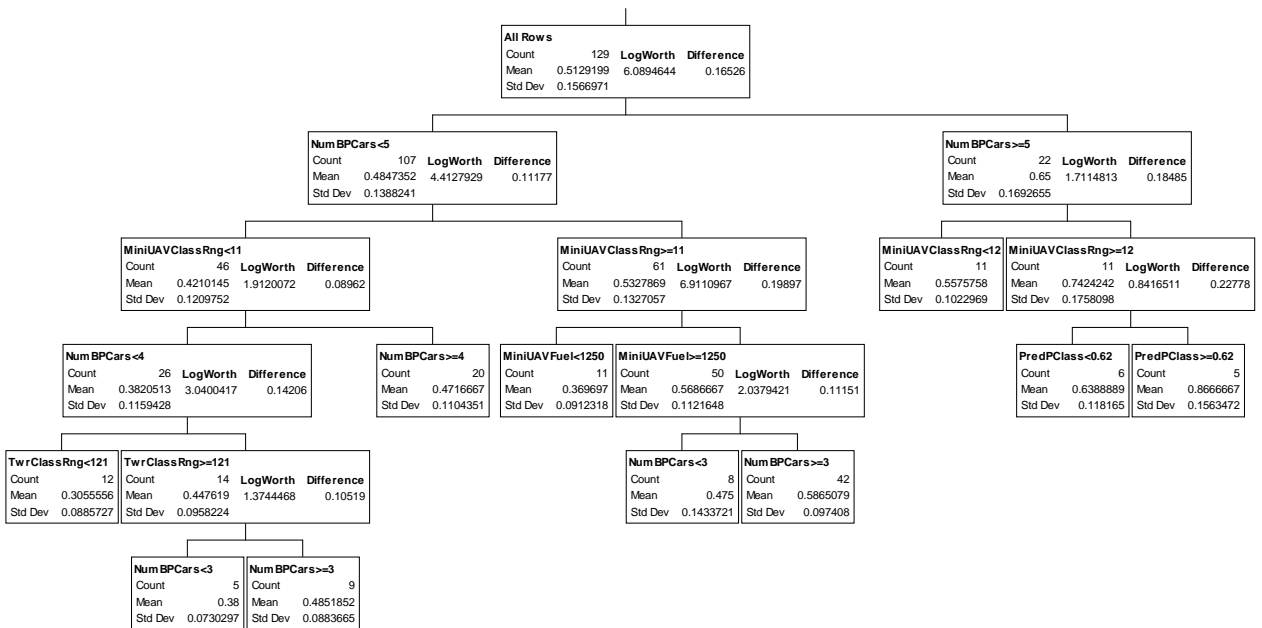 All Rows
Count 129 LogWorth Difference
Mean 0.5129199 6.0894644 0.16526
Std Dev 0.1566971
NumBPCars<5
Count 107 LogWorth Difference
Mean 0.4847352 4.4127929 0.11177
Std Dev 0.1388241
NumBPCars>=5
Count 22 LogWorth Difference
Mean 0.65 1.7114813 0.18485
Std Dev 0.1692655
MiniUAVClassRng<11
Count 46 LogWorth Difference
Mean 0.4210145 1.9120072 0.08962
Std Dev 0.1209752
MiniUAVClassRng>=11
Count 61 LogWorth Difference
Mean 0.5327869 6.9110967 0.19897
Std Dev 0.1327057
MiniUAVClassRng<12
Count 11
Mean 0.5575758
Std Dev 0.1022969
MiniUAVClassRng>=12
Count 11 LogWorth Difference
Mean 0.7424242 0.8416511 0.22778
Std Dev 0.1758098
NumBPCars<4
Count 26 LogWorth Difference
Mean 0.3820513 3.0400417 0.14206
Std Dev 0.1159428
NumBPCars>=4
Count 20
Mean 0.4716667
Std Dev 0.1104351
MiniUAVFuel<1250
Count 11
Mean 0.369697
Std Dev 0.0912318
MiniUAVFuel>=1250
Count 50 LogWorth Difference
Mean 0.5686667 2.0379421 0.11151
Std Dev 0.1121648
PredPClass<0.62
Count 6
Mean 0.6388889
Std Dev 0.118165
PredPClass>=0.62
Count 5
Mean 0.8666667
Std Dev 0.1563472
TwrClassRng<121
Count 12
Mean 0.3055556
Std Dev 0.0885727
TwrClassRng>=121
Count 14 LogWorth Difference
Mean 0.447619 1.3744468 0.10519
Std Dev 0.0958224
NumBPCars<3
Count 8
Mean 0.475
Std Dev 0.1433721
NumBPCars>=3
Count 42
Mean 0.5865079
Std Dev 0.097408
NumBPCars<3
Count 5
Mean 0.38
Std Dev 0.0730297
NumBPCars>=3
Count 9
Mean 0.4851852
Std Dev 0.0883665